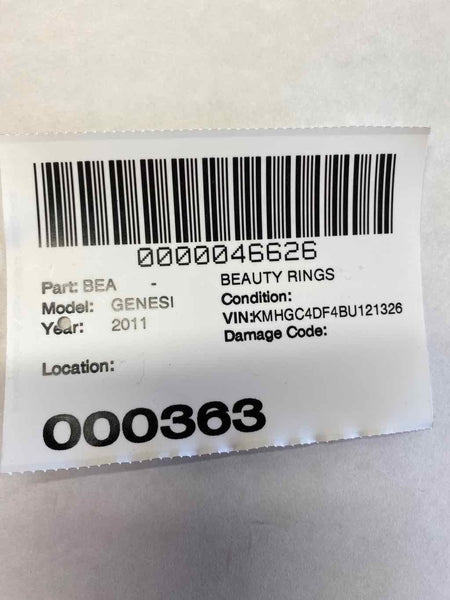 0000046626
Part: BEA - BEAUTY RINGS
Model: GENESI Condition:
Year: 2011 VIN:KMHGC4DF4BU121326
Damage Code:
Location:
000363